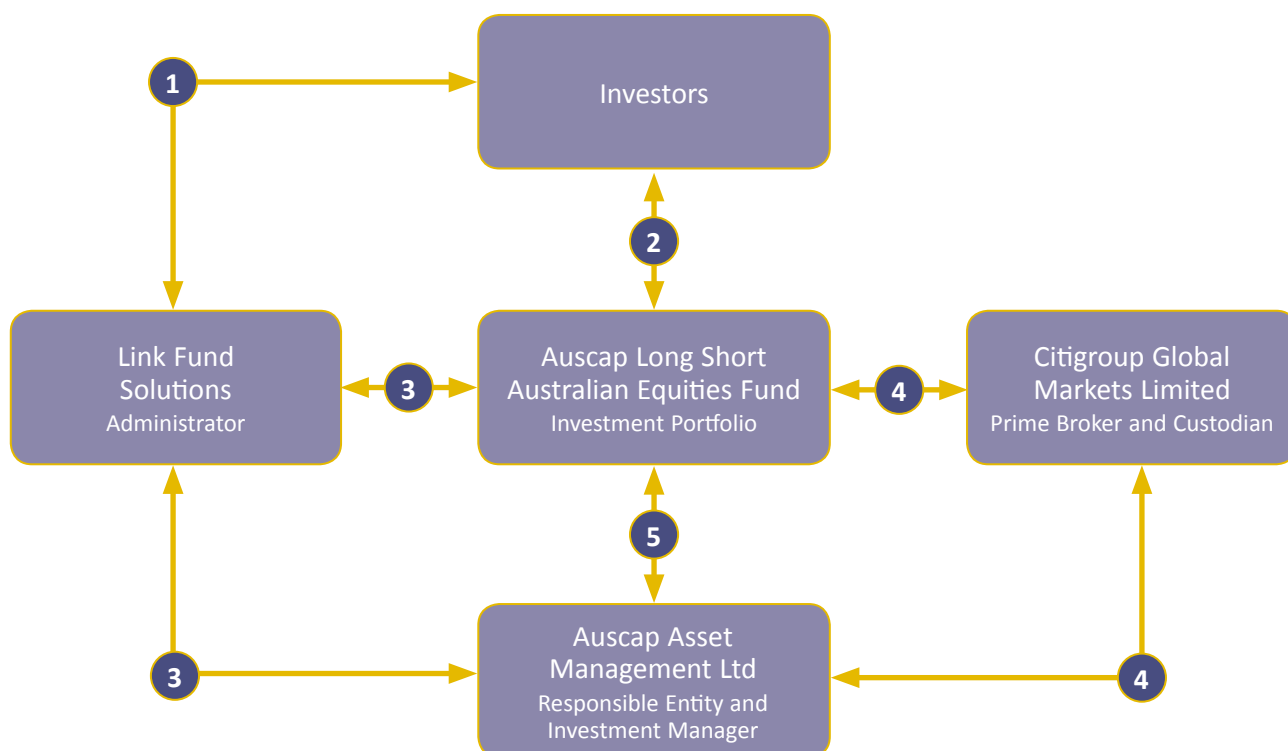 1
Investors
2
Link Fund
Solutions
Administrator
3
Auscap Long Short
Australian Equities Fund
Investment Portfolio
4
Citigroup Global
Markets Limited
Prime Broker and Custodian
5
3
Auscap Asset
Management Ltd
Responsible Entity and
Investment Manager
4